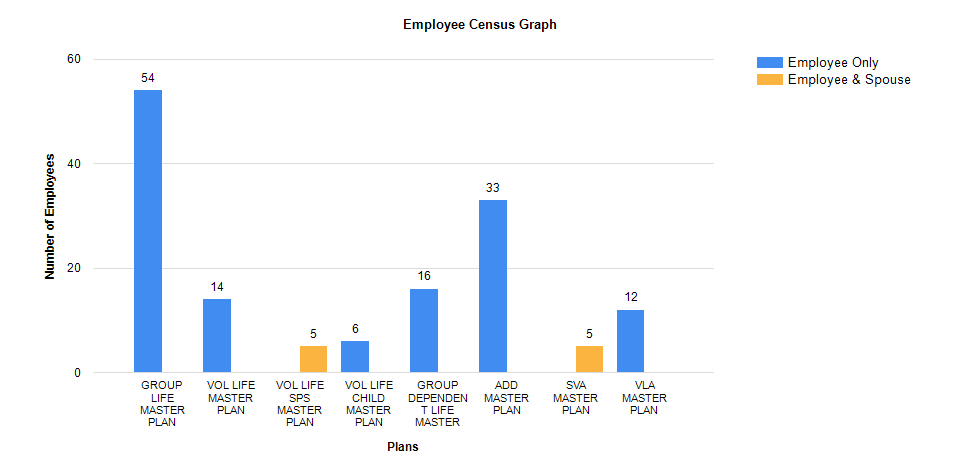 Employee Census Graph
Employee Only
Employee & Spouse
Number of Employees
60
40
20
0
54
14
5
6
16
33
5
12
GROUP
LIFE
MASTER
PLAN
VOL LIFE
MASTER
PLAN
VOL LIFE
SPS
MASTER
PLAN
VOL LIFE
CHILD
MASTER
PLAN
GROUP
DEPENDEN
T LIFE
MASTER
ADD
MASTER
PLAN
SVA
MASTER
PLAN
VLA
MASTER
PLAN
Plans